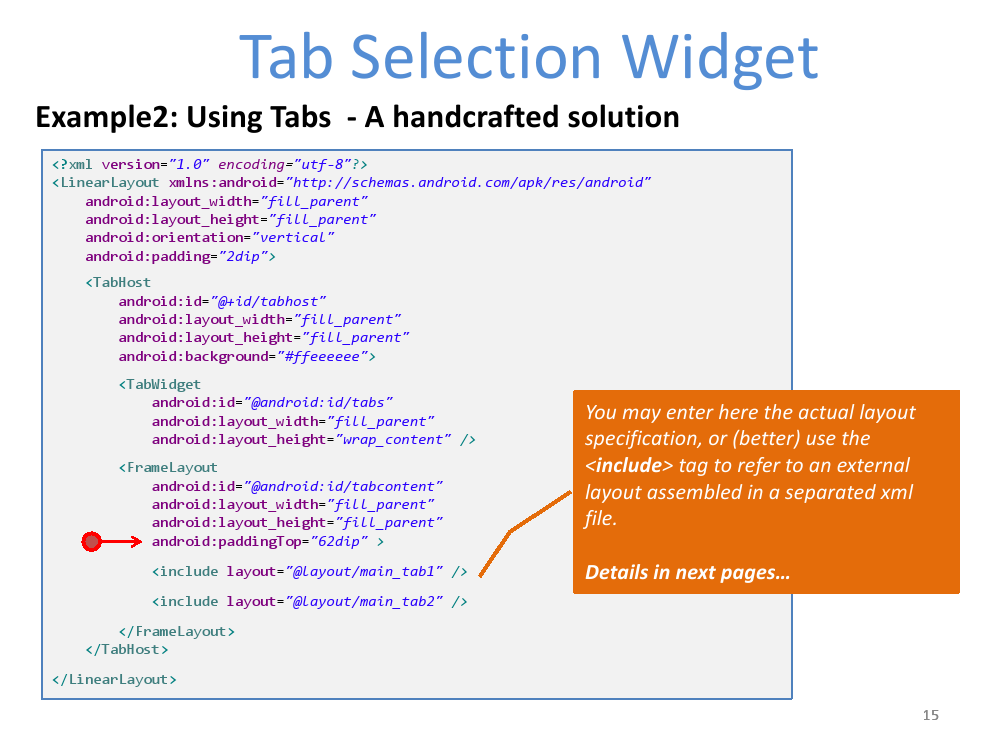 Tab Selection Widget
Example2: Using Tabs - A handcrafted solution
<?xml version="1.0" encoding="utf-8"?>
<LinearLayout xmlns:android="http://schemas.android.com/apk/res/android"
android:layout_width="fill_parent"
android:layout_height="fill_parent"
android:orientation="vertical"
android:padding="2dip">
<TabHost
android:id="@+id/tabhost"
android:layout_width="fill_parent"
android:layout_height="fill_parent"
android:background="#ffeeeeee">
<TabWidget
android:id="@android:id/tabs"
android:layout_width="fill_parent"
android:layout_height="wrap_content" />
<FrameLayout
android:id="@android:id/tabcontent"
android:layout_width="fill_parent"
android:layout_height="fill_parent"
android:paddingTop="62dip" >
<include layout="@layout/main_tab1" />
<include layout="@layout/main_tab2" />
</FrameLayout>
</TabHost>
</LinearLayout>
You may enter here the actual layout
specification, or (better) use the
<include> tag to refer to an external
layout assembled in a separated xml
file.
Details in next pages…
15